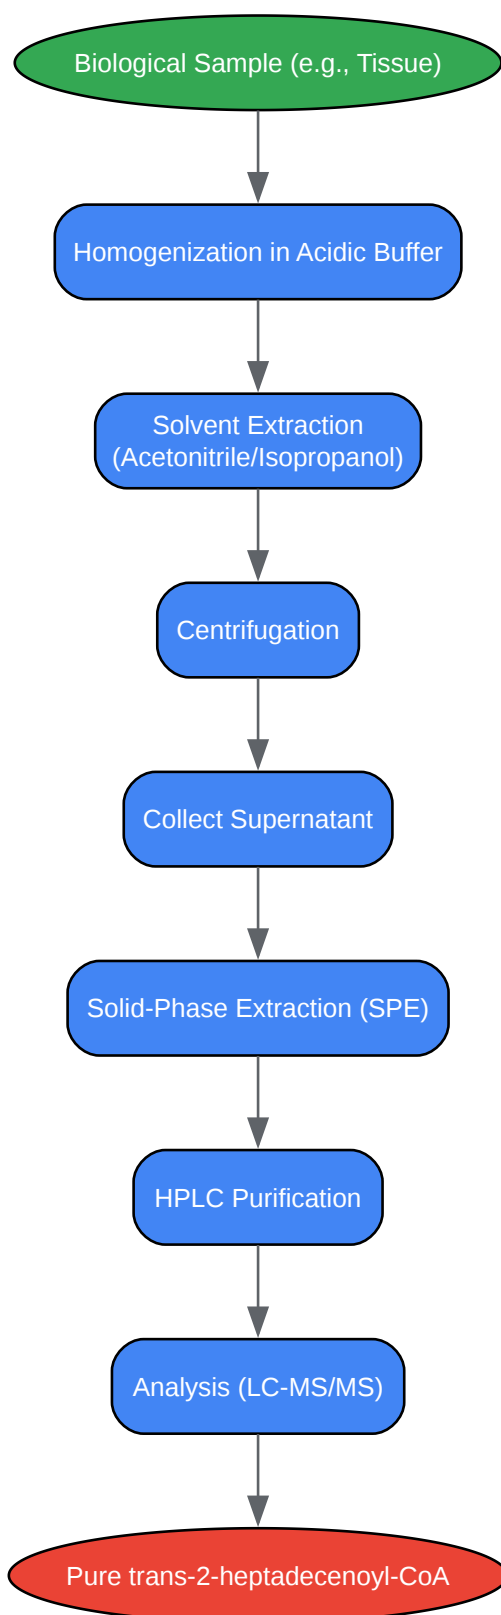 Biological Sample (e.g., Tissue)
Homogenization in Acidic Buffer
Solvent Extraction
(Acetonitrile/Isopropanol)
Centrifugation
Collect Supernatant
Solid-Phase Extraction (SPE)
HPLC Purification
Analysis (LC-MS/MS)
Pure trans-2-heptadecenoyl-CoA